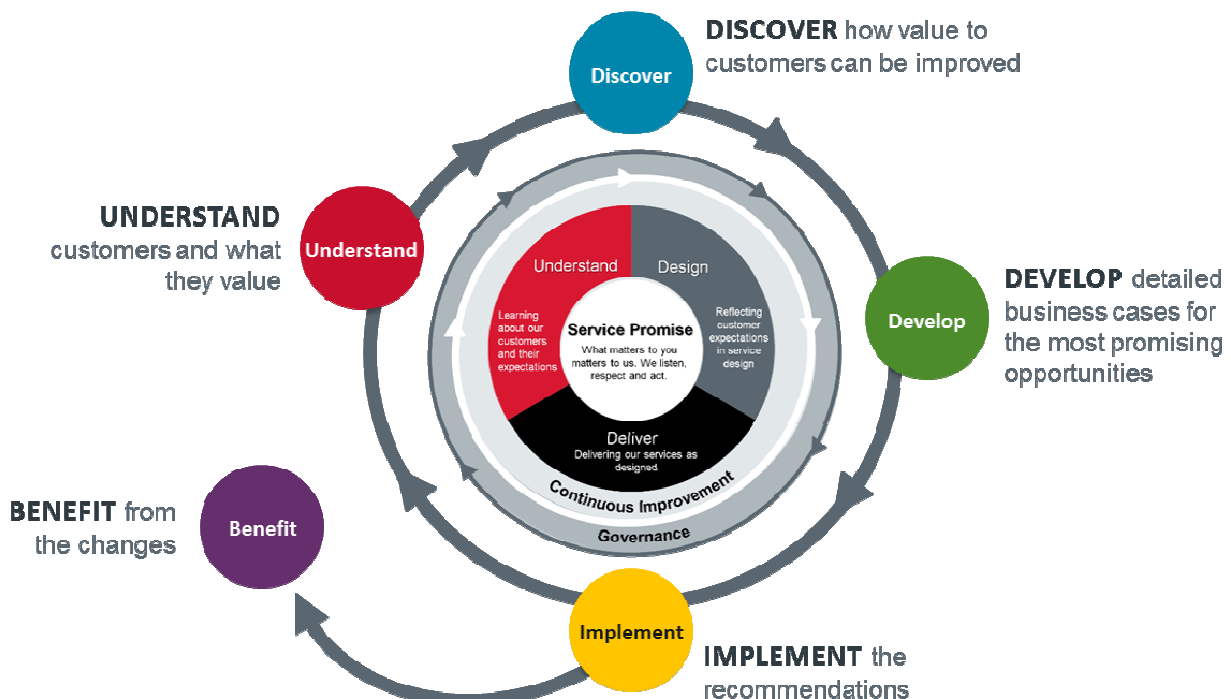 DISCOVER how value to
customers can be improved
Discover
UNDERSTAND
customers and what
they value
Understand
DEVELOP detailed
business cases for
the most promising
opportunities
Develop
Understand
Learning
about our
customers
and their
expectations
Design
Reflecting
customer
expectations
in service
design
Service Promise
What matters to you
matters to us. We listen,
respect and act.
Deliver
Delivering our services as
designed
Continuous Improvement
Governance
BENEFIT from
the changes
Benefit
Implement
IMPLEMENT the
recommendations